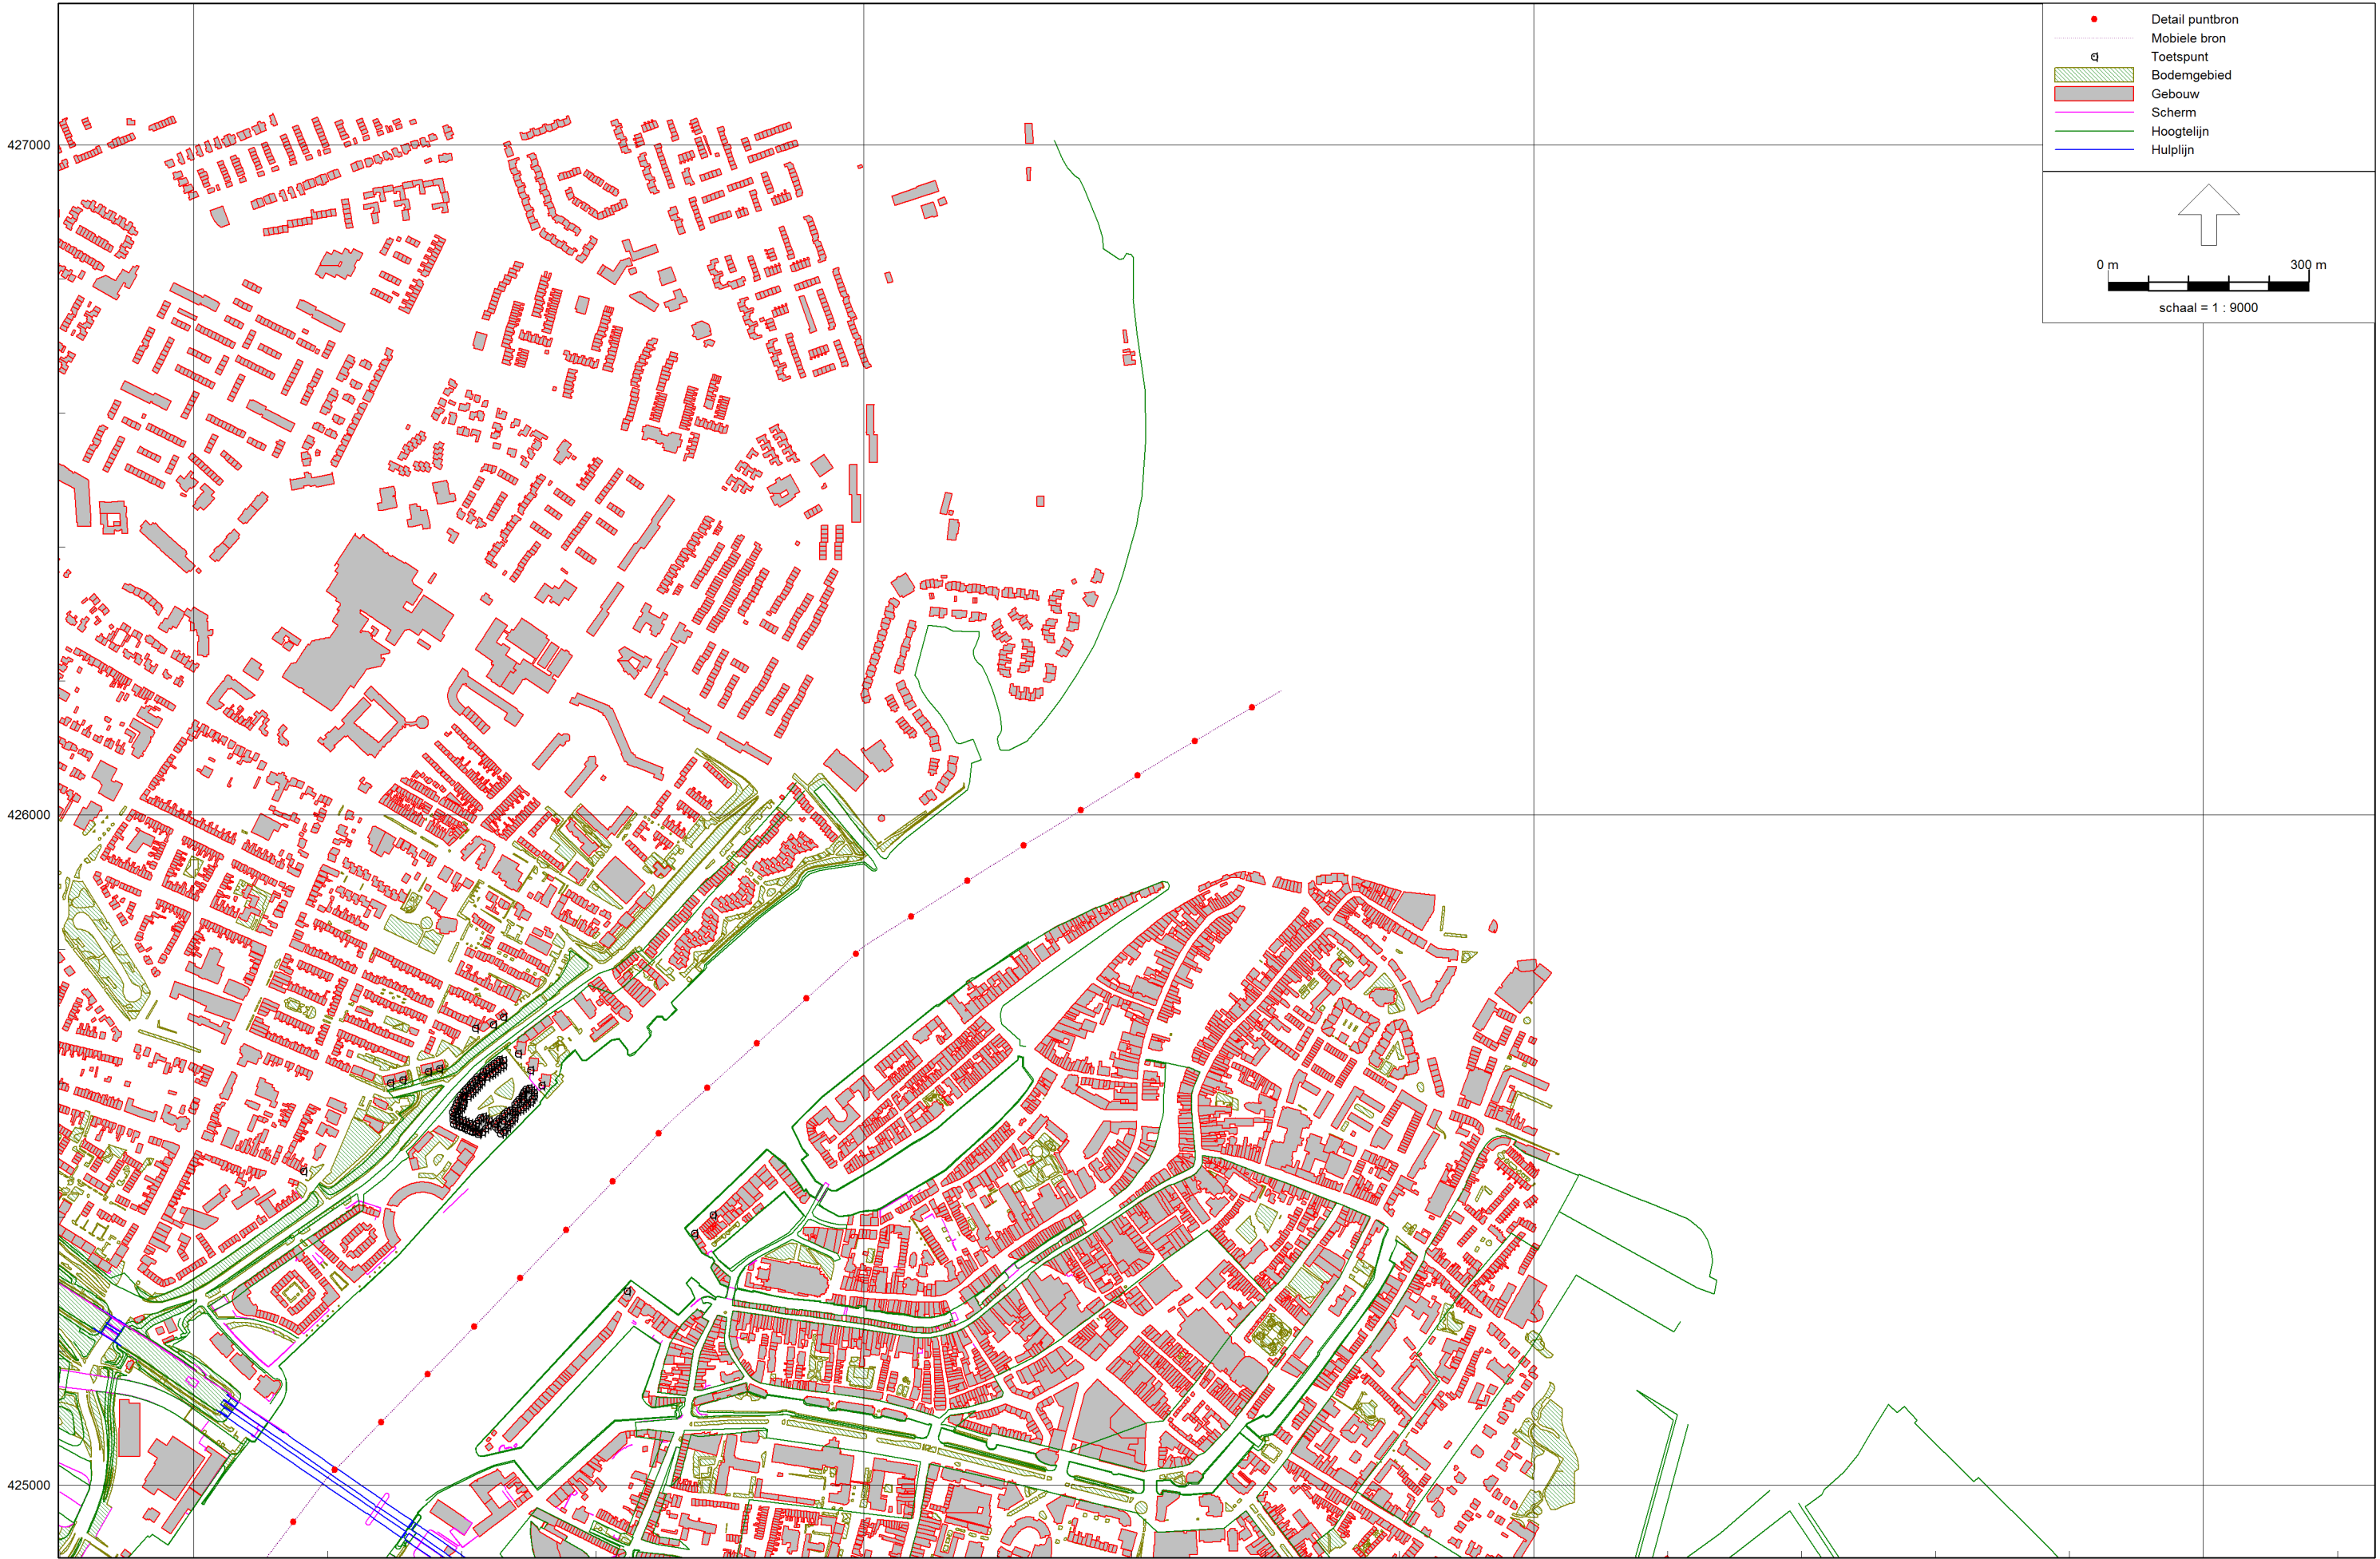 Detail puntbron
Mobiele bron
Toetspunt
Bodemgebied
Gebouw
Scherm
Hoogtelijn
Hulplijn
0 m 300 m
schaal = 1 : 9000
427000
426000
425000